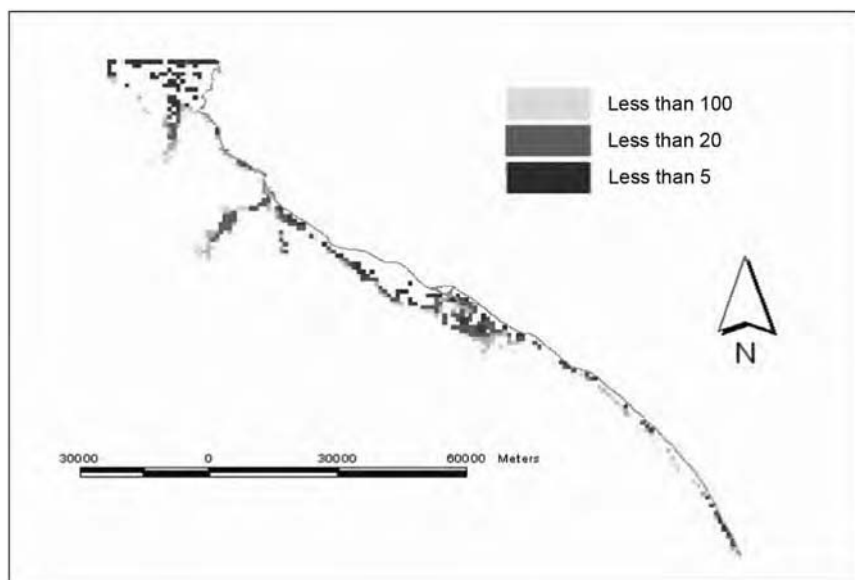 Less than 100
Less than 20
Less than 5
N
30000 0 30000 60000 Meters